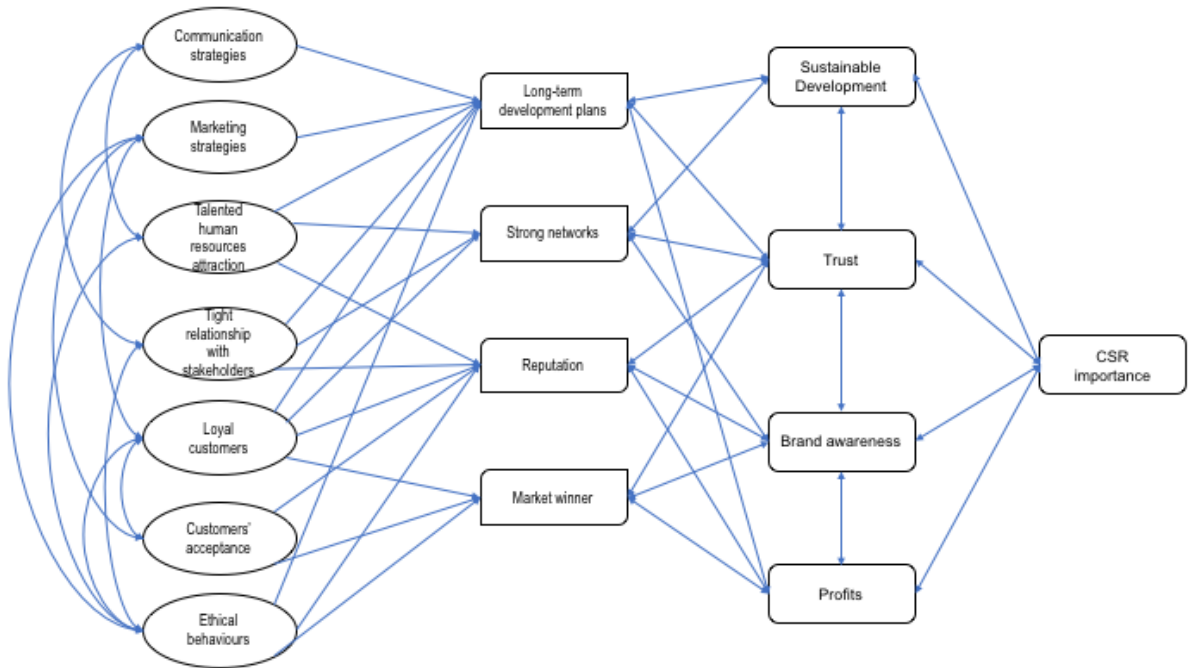 Communication
strategies
Marketing
strategies
Talented
human
resources
attraction
Tight
relationship
with
stakeholders
Loyal
customers
Customers'
acceptance
Ethical
behaviours
Long-term
development plans
Strong networks
Reputation
Market winner
Sustainable
Development
Trust
Brand awareness
Profits
CSR
importance